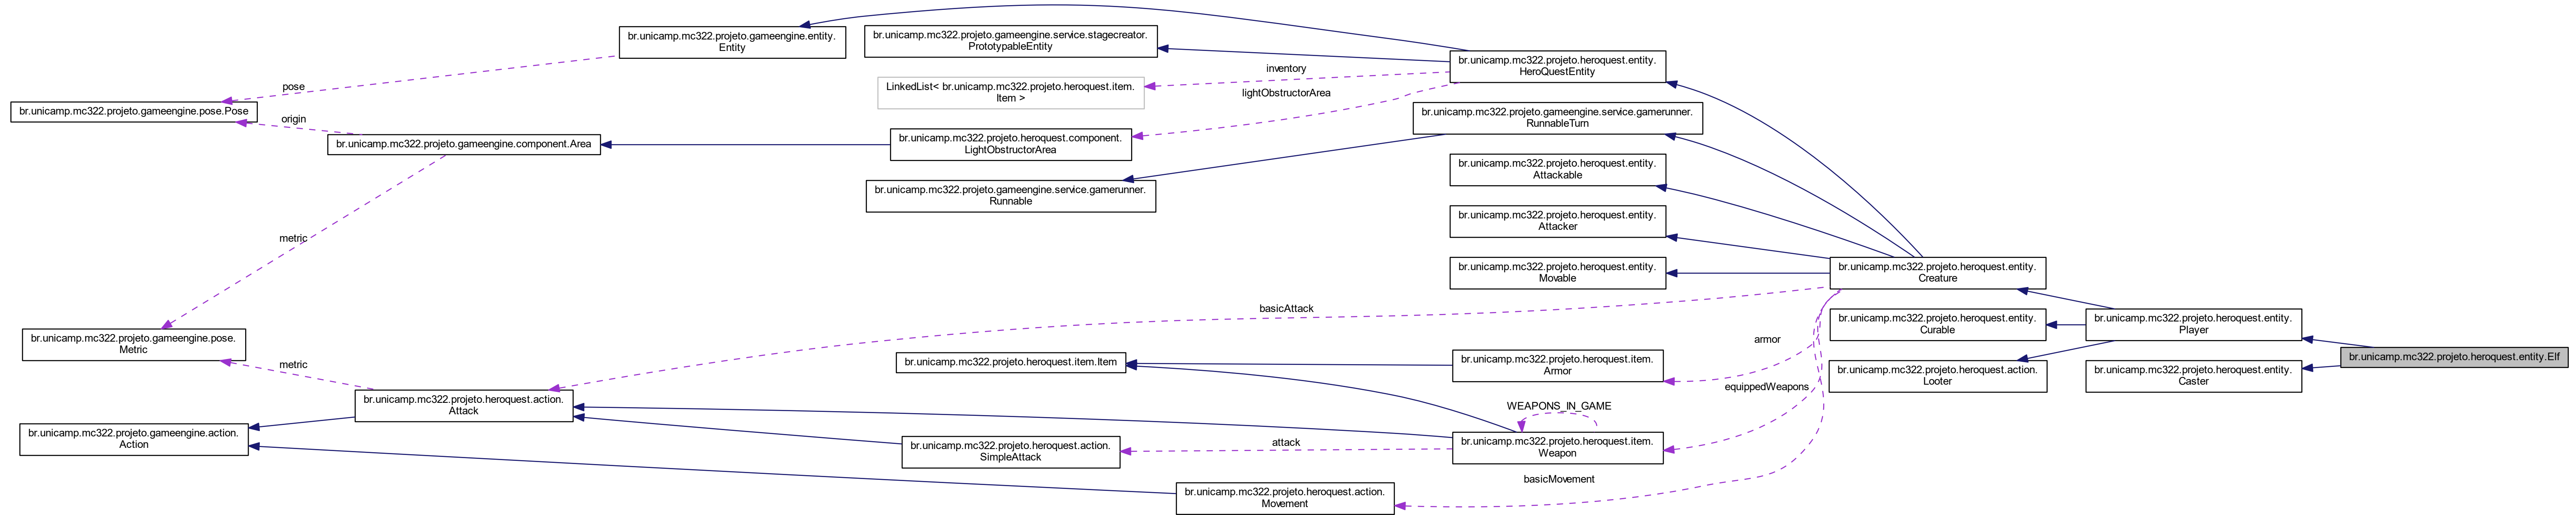 br.unicamp.mc322.projeto.gameengine.entity.
Entity
br.unicamp.mc322.projeto.gameengine.service.stagecreator.
PrototypableEntity
br.unicamp.mc322.projeto.heroquest.entity.
HeroQuestEntity
inventory
LinkedList< br.unicamp.mc322.projeto.heroquest.item.
Item >
pose
lightObstructorArea
br.unicamp.mc322.projeto.gameengine.pose.Pose
origin
br.unicamp.mc322.projeto.gameengine.service.gamerunner.
RunnableTurn
br.unicamp.mc322.projeto.gameengine.component.Area
br.unicamp.mc322.projeto.heroquest.component.
LightObstructorArea
br.unicamp.mc322.projeto.heroquest.entity.
Attackable
br.unicamp.mc322.projeto.gameengine.service.gamerunner.
Runnable
br.unicamp.mc322.projeto.heroquest.entity.
Attacker
metric
br.unicamp.mc322.projeto.heroquest.entity.
Movable
br.unicamp.mc322.projeto.heroquest.entity.
Creature
basicAttack
br.unicamp.mc322.projeto.heroquest.entity.
Curable
br.unicamp.mc322.projeto.heroquest.entity.
Player
br.unicamp.mc322.projeto.gameengine.pose.
Metric
armor
br.unicamp.mc322.projeto.heroquest.entity.Elf
metric
br.unicamp.mc322.projeto.heroquest.item.Item
br.unicamp.mc322.projeto.heroquest.item.
Armor
br.unicamp.mc322.projeto.heroquest.action.
Looter
br.unicamp.mc322.projeto.heroquest.entity.
Caster
equippedWeapons
br.unicamp.mc322.projeto.heroquest.action.
Attack
WEAPONS_IN_GAME
br.unicamp.mc322.projeto.gameengine.action.
Action
br.unicamp.mc322.projeto.heroquest.action.
SimpleAttack
attack
br.unicamp.mc322.projeto.heroquest.item.
Weapon
basicMovement
br.unicamp.mc322.projeto.heroquest.action.
Movement